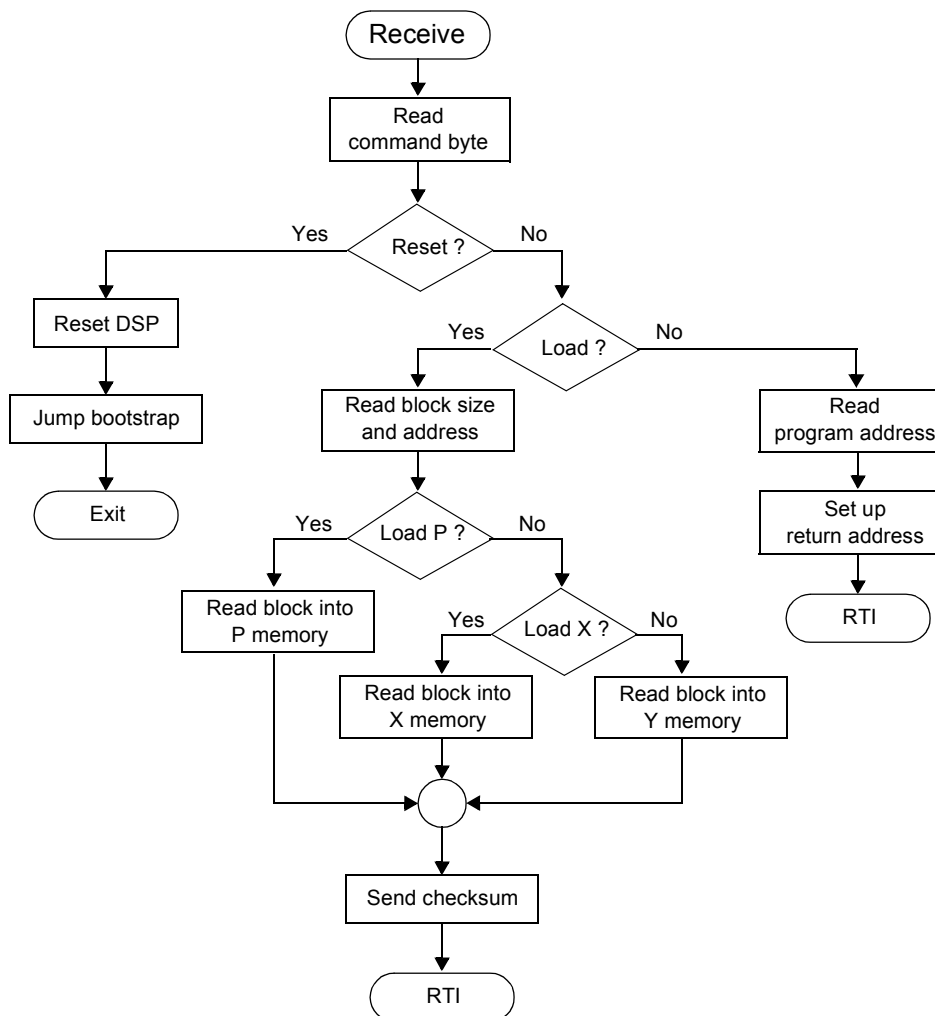 Receive
Read
command byte
Yes
Reset ?
No
Reset DSP
Yes
Load ?
No
Jump bootstrap
Read block size
and address
Read
program address
Exit
Yes
Load P ?
No
Set up
return address
Read block into
P memory
Yes
Load X ?
No
RTI
Read block into
X memory
Read block into
Y memory
Send checksum
RTI